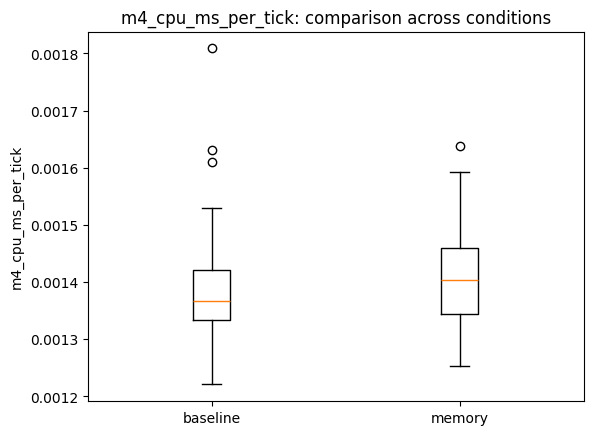 m4_cpu_ms_per_tick: comparison across conditions
m4_cpu_ms_per_tick
0.0018
0.0017
0.0016
0.0015
0.0014
0.0013
0.0012
baseline
memory